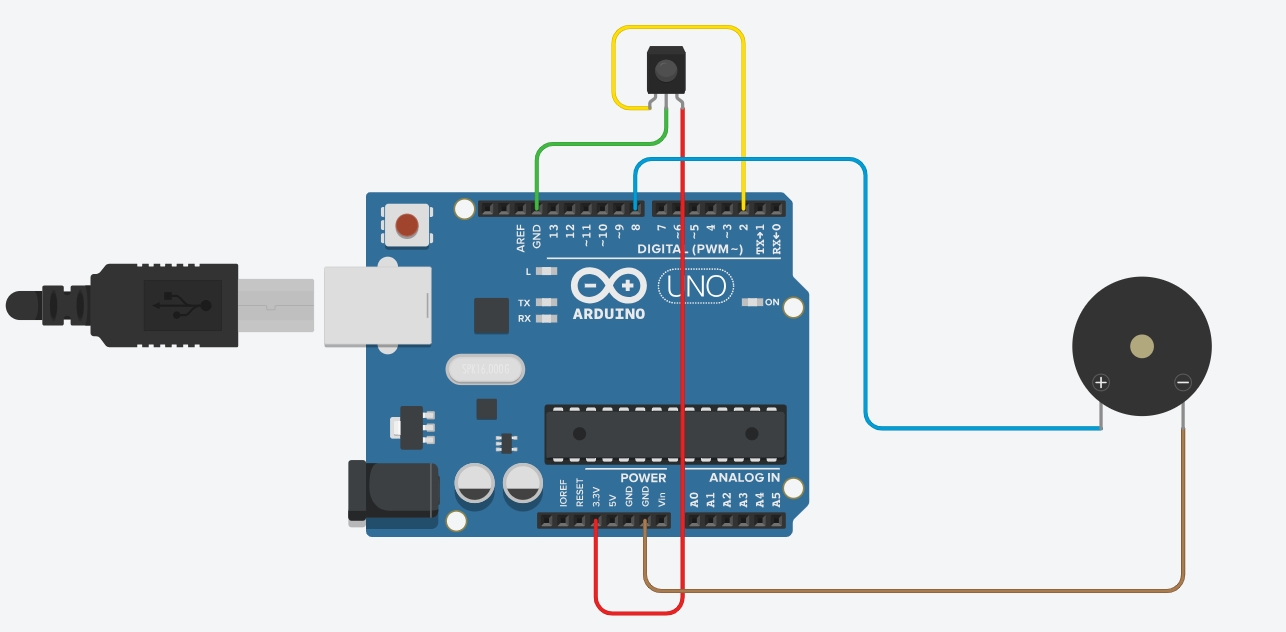 AREF
GND
13
12
~11
~10
~9
8
7
~6
~5
4
~3
2
TX→1
RX←0
DIGITAL (PWM~)
L
TX
RX
ARDUINO
UNO
ON
POWER
ANALOG IN
IOREF
RESET
3.3V
5V
GND
GND
Vin
A0
A1
A2
A3
A4
A5
+
−